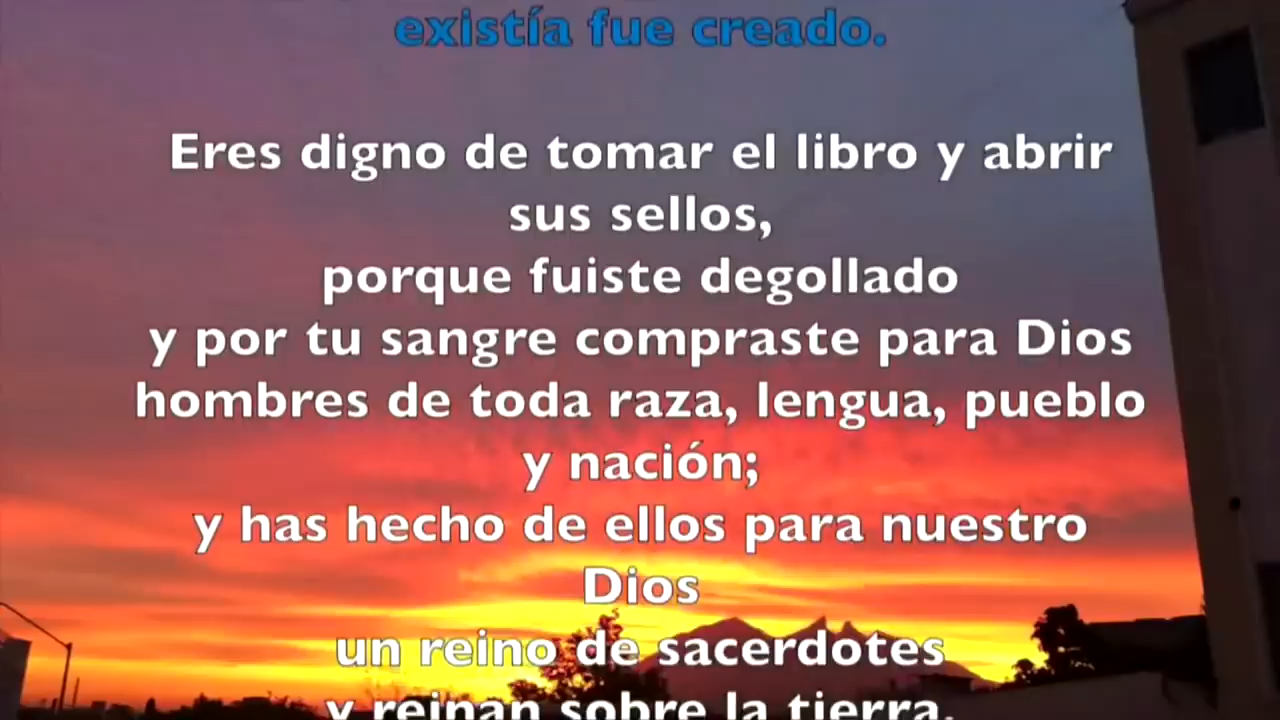 existía fue creado.
Eres digno de tomar el libro y abrir
sus sellos,
porque fuiste degollado
y por tu sangre compraste para Dios
hombres de toda raza, lengua, pueblo
y nación;
y has hecho de ellos para nuestro
Dios
un reino de sacerdotes
y reinan sobre la tierra.